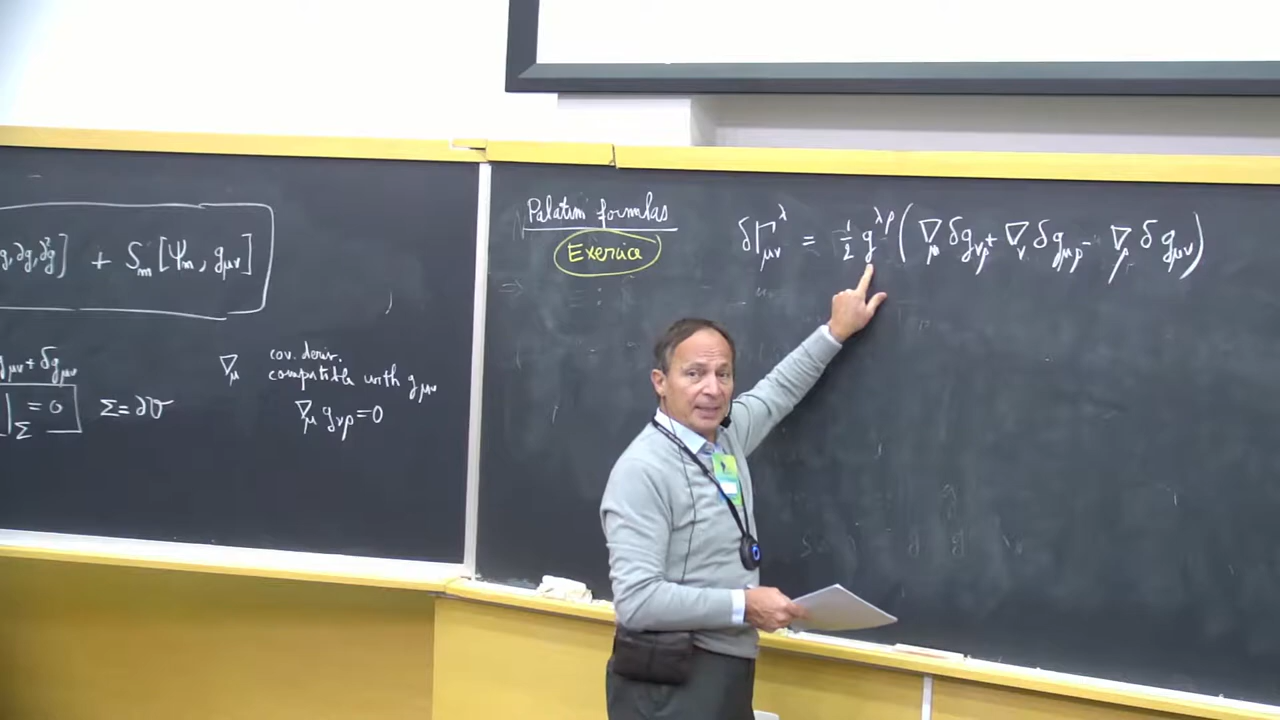 g, ∂g, ∂²g] + S_m[ψ_m, g_μν]
g_μν + δg_μν
|_Σ = 0 Σ = ∂V
∇_μ cov. deriv.
compatible with g_μν
∇_μ g_νρ = 0
Palatini formulas
Exercice
δΓ^λ_μν = ½ g^λρ (∇_μ δg_νρ + ∇_ν δg_μρ - ∇_ρ δg_μν)